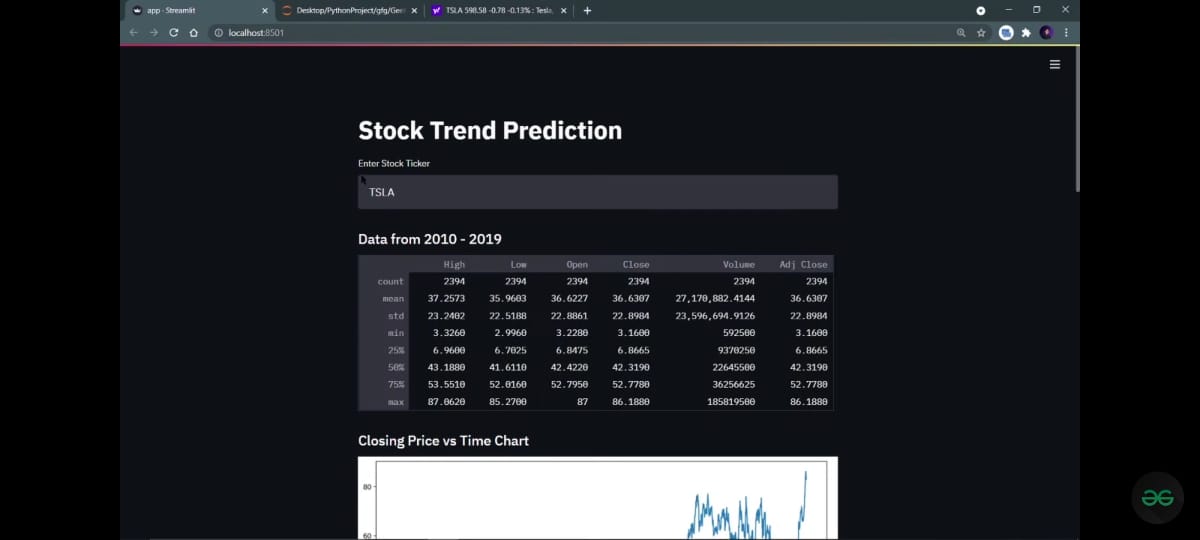 app · Streamlit
Desktop/PythonProject/gfg/Geel
TSLA 598.58 -0.78 -0.13% : Tesla,
localhost:8501
Stock Trend Prediction
Enter Stock Ticker
TSLA
Data from 2010 - 2019
High Low Open Close Volume Adj Close
count 2394 2394 2394 2394 2394 2394
mean 37.2573 35.9603 36.6227 36.6307 27,170,882.4144 36.6307
std 23.2402 22.5188 22.8861 22.8984 23,596,694.9126 22.8984
min 3.3260 2.9960 3.2280 3.1600 592500 3.1600
25% 6.9600 6.7025 6.8475 6.8665 9370250 6.8665
50% 43.1880 41.6110 42.4220 42.3190 22645500 42.3190
75% 53.5510 52.0160 52.7950 52.7780 36256625 52.7780
max 87.0620 85.2700 87 86.1880 185819500 86.1880
Closing Price vs Time Chart
80
60